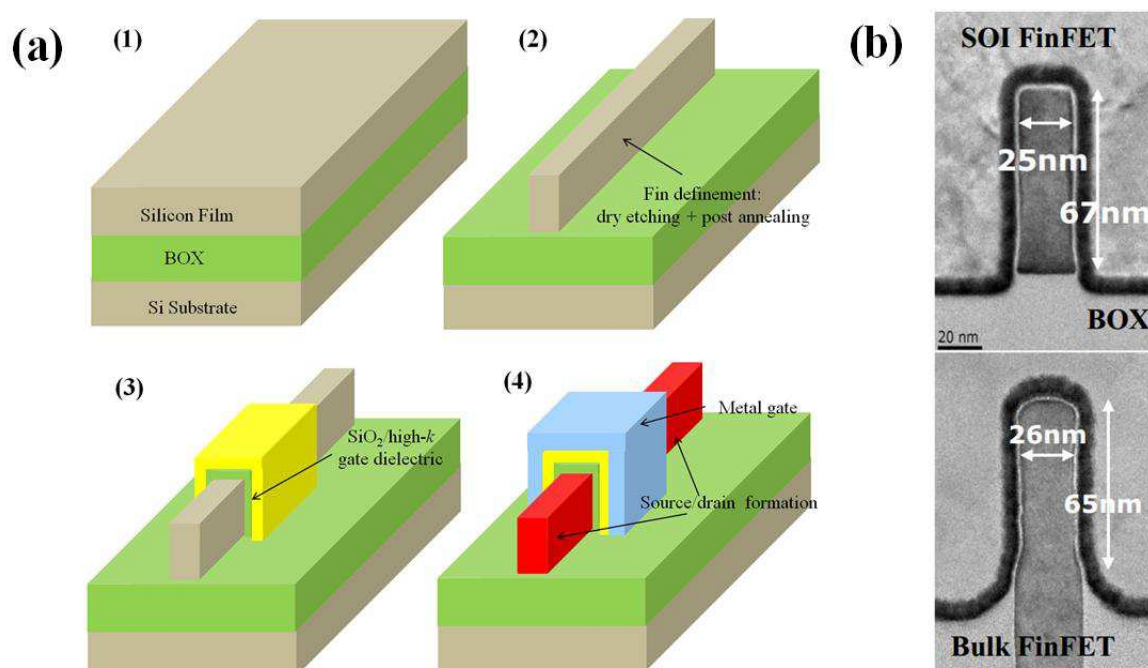 (a)
(1)
Silicon Film
BOX
Si Substrate
(2)
Fin definement:
dry etching + post annealing
(3)
SiO₂/high-k
gate dielectric
(4)
Metal gate
Source/drain formation
(b)
SOI FinFET
25nm
67nm
BOX
20 nm
26nm
65nm
Bulk FinFET